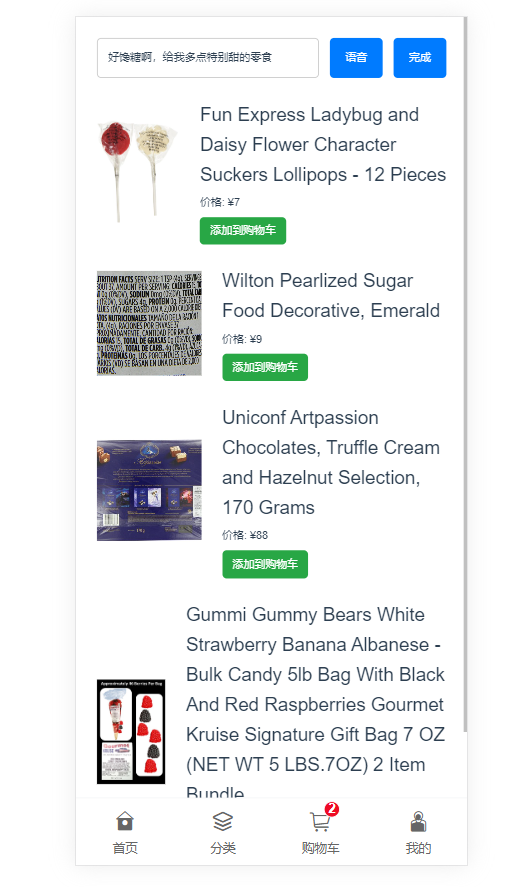 好馋糖啊，给我多点特别甜的零食
语音
完成
Fun Express Ladybug and
Daisy Flower Character
Suckers Lollipops - 12 Pieces
价格: ¥7
添加到购物车
Wilton Pearlized Sugar
Food Decorative, Emerald
价格: ¥9
添加到购物车
Uniconf Artpassion
Chocolates, Truffle Cream
and Hazelnut Selection,
170 Grams
价格: ¥88
添加到购物车
Gummi Gummy Bears White
Strawberry Banana Albanese -
Bulk Candy 5lb Bag With Black
And Red Raspberries Gourmet
Kruise Signature Gift Bag 7 OZ
(NET WT 5 LBS.7OZ) 2 Item
Bundle
2
首页
分类
购物车
我的